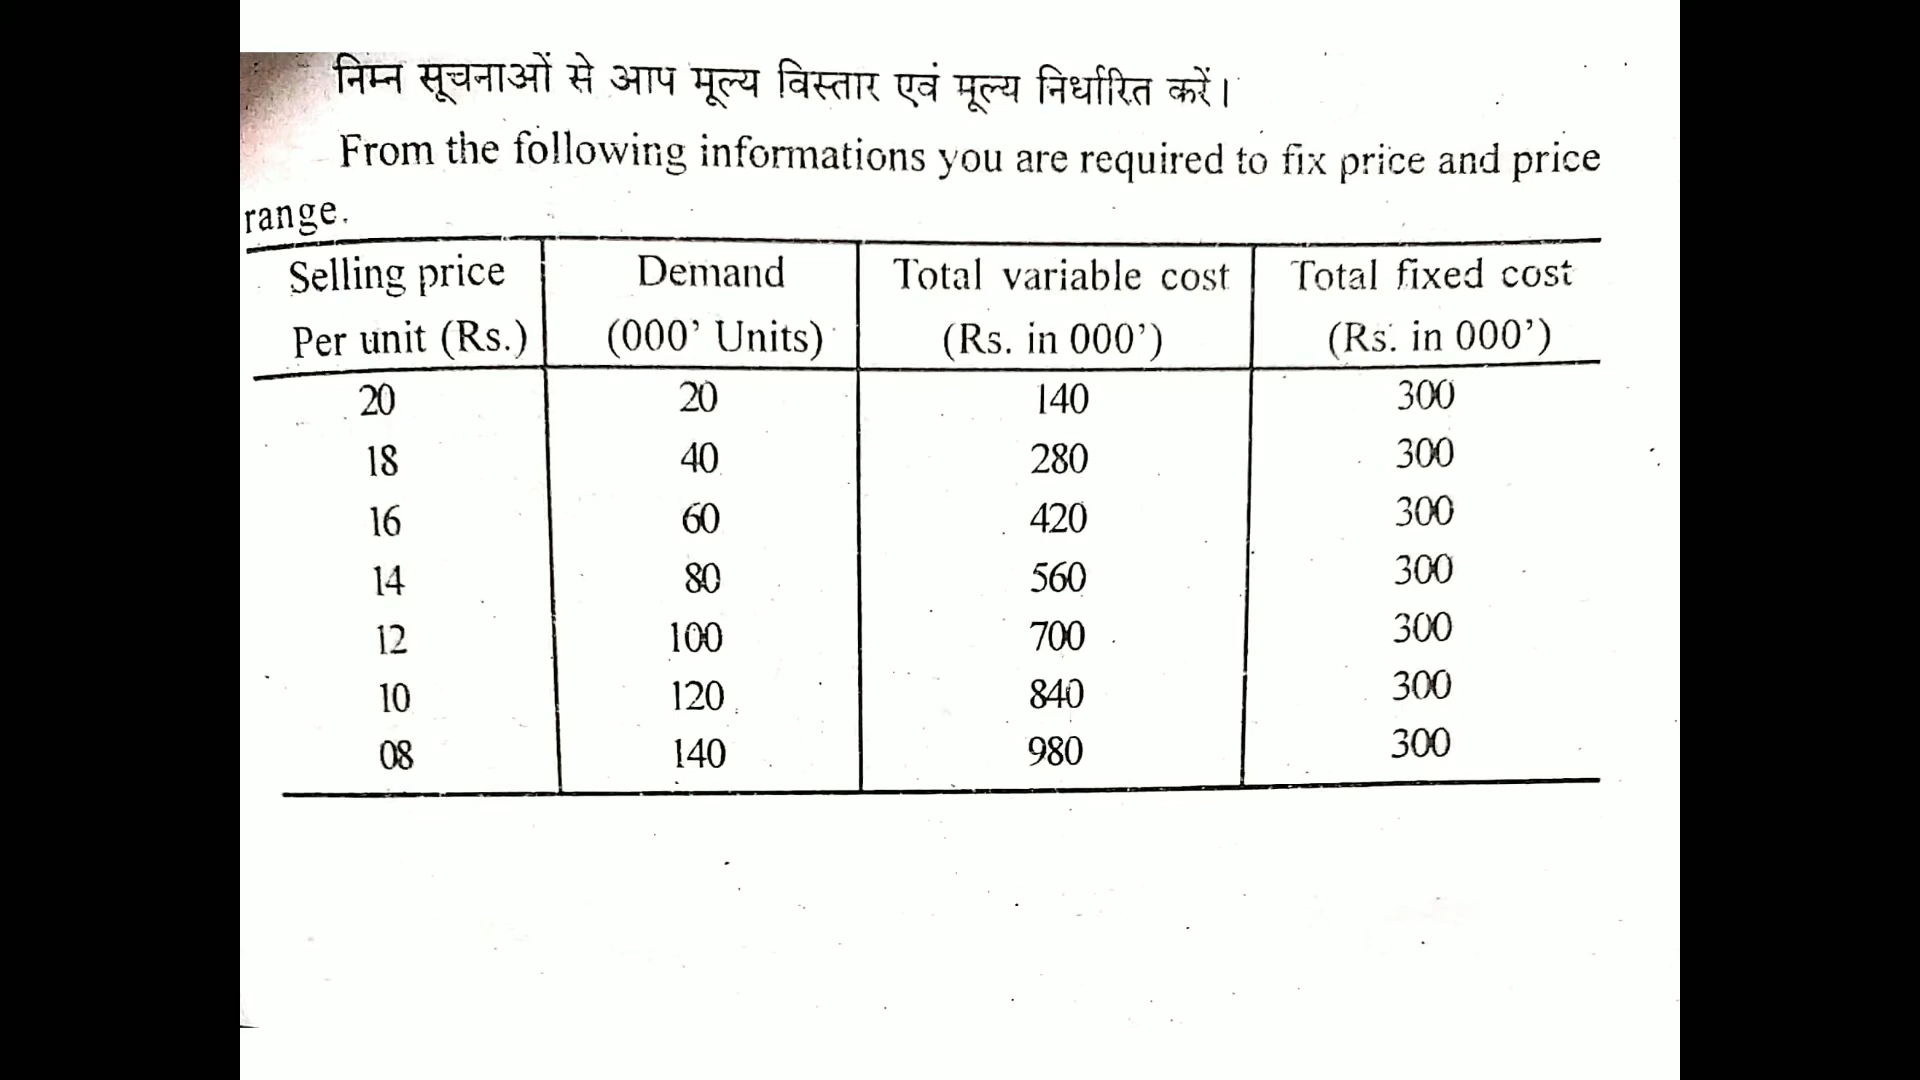 निम्न सूचनाओं से आप मूल्य विस्तार एवं मूल्य निर्धारित करें।
From the following informations you are required to fix price and price
range.
Selling price Demand Total variable cost Total fixed cost
Per unit (Rs.) (000' Units) (Rs. in 000') (Rs. in 000')
20 20 140 300
18 40 280 300
16 60 420 300
14 80 560 300
12 100 700 300
10 120 840 300
08 140 980 300